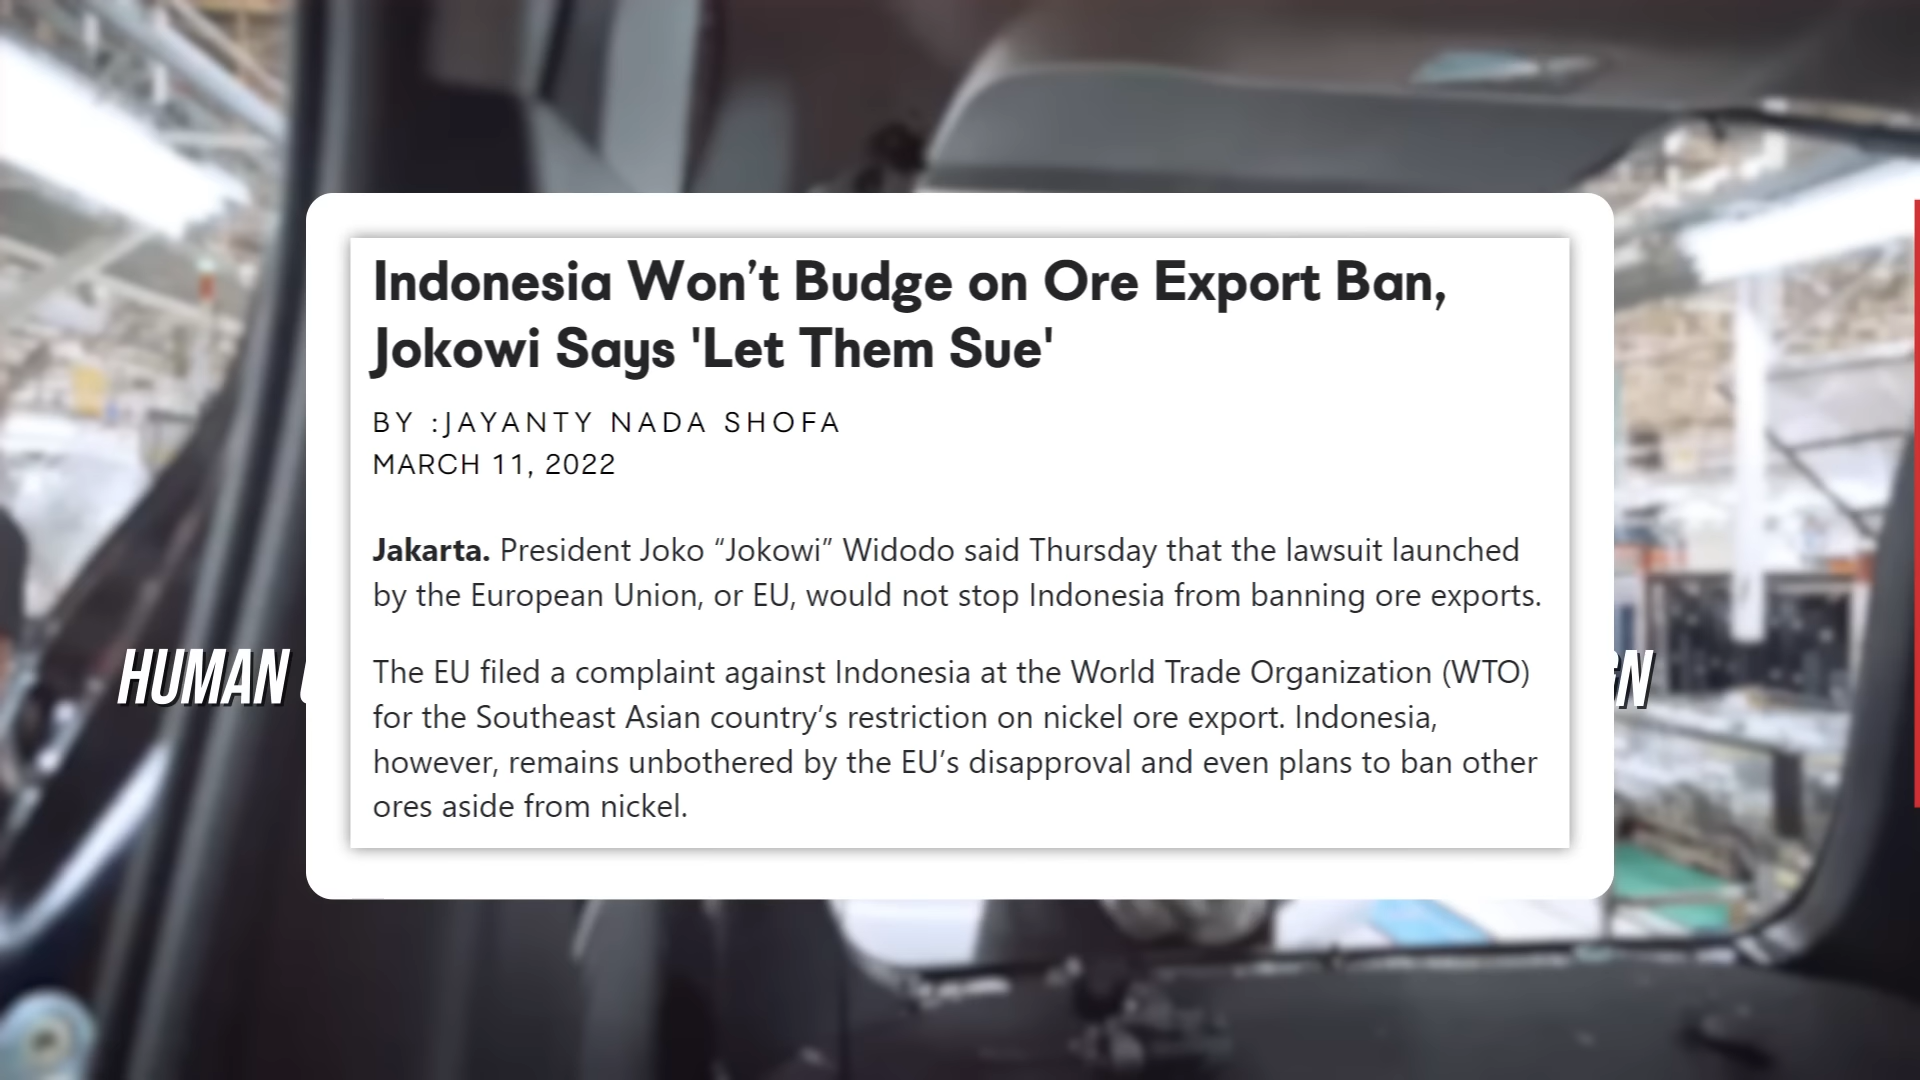 Indonesia Won’t Budge on Ore Export Ban,
Jokowi Says 'Let Them Sue'
BY :JAYANTY NADA SHOFA
MARCH 11, 2022
Jakarta. President Joko “Jokowi” Widodo said Thursday that the lawsuit launched
by the European Union, or EU, would not stop Indonesia from banning ore exports.
The EU filed a complaint against Indonesia at the World Trade Organization (WTO)
for the Southeast Asian country’s restriction on nickel ore export. Indonesia,
however, remains unbothered by the EU’s disapproval and even plans to ban other
ores aside from nickel.
HUMAN